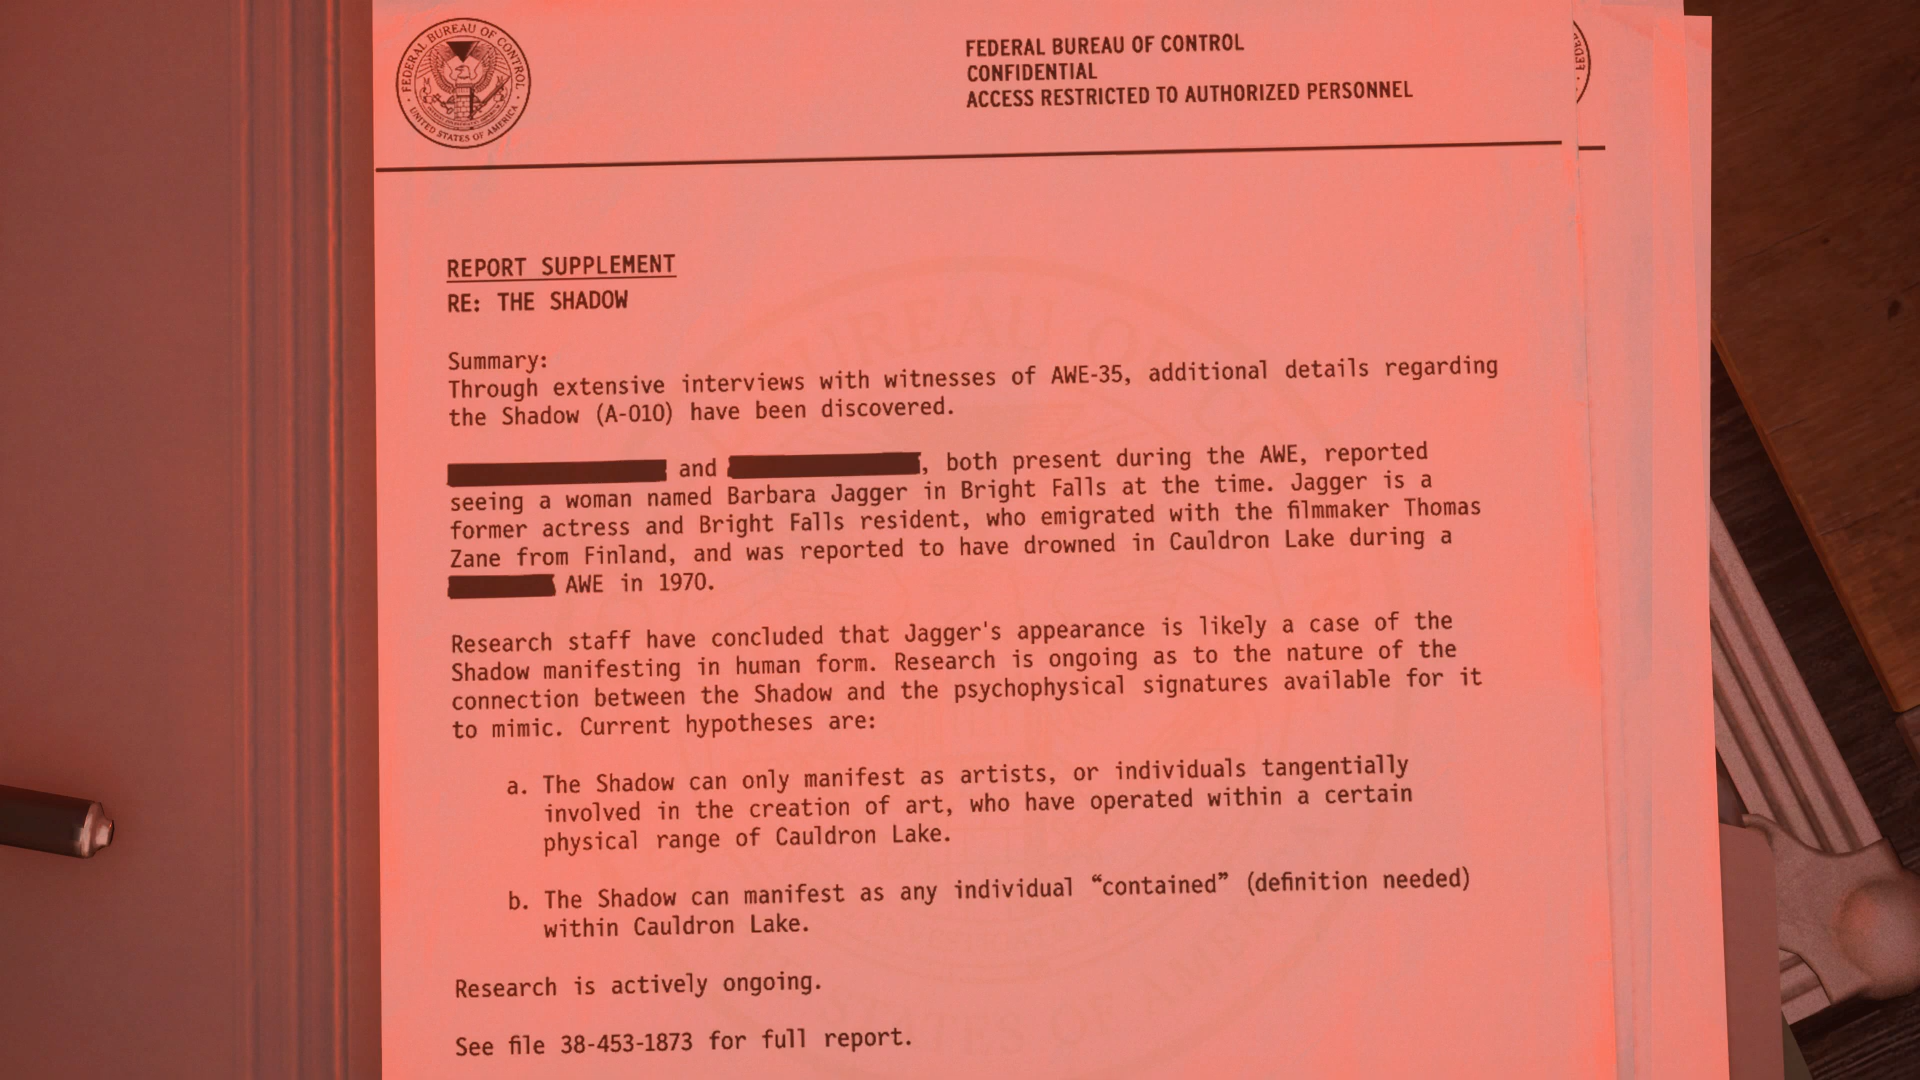 FEDERAL BUREAU OF CONTROL
UNITED STATES OF AMERICA
FEDERAL BUREAU OF CONTROL
CONFIDENTIAL
ACCESS RESTRICTED TO AUTHORIZED PERSONNEL
REPORT SUPPLEMENT
RE: THE SHADOW
Summary:
Through extensive interviews with witnesses of AWE-35, additional details regarding
the Shadow (A-010) have been discovered.
and , both present during the AWE, reported
seeing a woman named Barbara Jagger in Bright Falls at the time. Jagger is a
former actress and Bright Falls resident, who emigrated with the filmmaker Thomas
Zane from Finland, and was reported to have drowned in Cauldron Lake during a
AWE in 1970.
Research staff have concluded that Jagger's appearance is likely a case of the
Shadow manifesting in human form. Research is ongoing as to the nature of the
connection between the Shadow and the psychophysical signatures available for it
to mimic. Current hypotheses are:
a. The Shadow can only manifest as artists, or individuals tangentially
involved in the creation of art, who have operated within a certain
physical range of Cauldron Lake.
b. The Shadow can manifest as any individual “contained” (definition needed)
within Cauldron Lake.
Research is actively ongoing.
See file 38-453-1873 for full report.